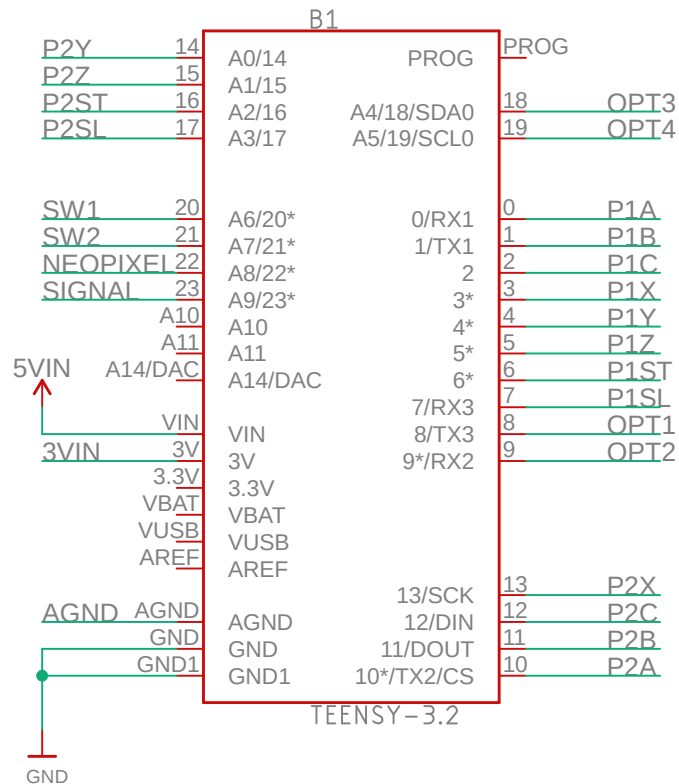 B1
P2Y 14 A0/14 PROG PROG
P2Z 15 A1/15
P2ST 16 A2/16 A4/18/SDA0 18 OPT3
P2SL 17 A3/17 A5/19/SCL0 19 OPT4
SW1 20 A6/20* 0/RX1 0 P1A
SW2 21 A7/21* 1/TX1 1 P1B
NEOPIXEL 22 A8/22* 2 2 P1C
SIGNAL 23 A9/23* 3* 3 P1X
A10 A10 4* 4 P1Y
A11 A11 5* 5 P1Z
5VIN A14/DAC A14/DAC 6* 6 P1ST
7/RX3 7 P1SL
VIN VIN 8/TX3 8 OPT1
3VIN 3V 3V 9*/RX2 9 OPT2
3.3V 3.3V
VBAT VBAT
VUSB VUSB
AREF AREF
13/SCK 13 P2X
AGND AGND AGND 12/DIN 12 P2C
GND GND 11/DOUT 11 P2B
GND1 GND1 10*/TX2/CS 10 P2A
TEENSY-3.2
GND